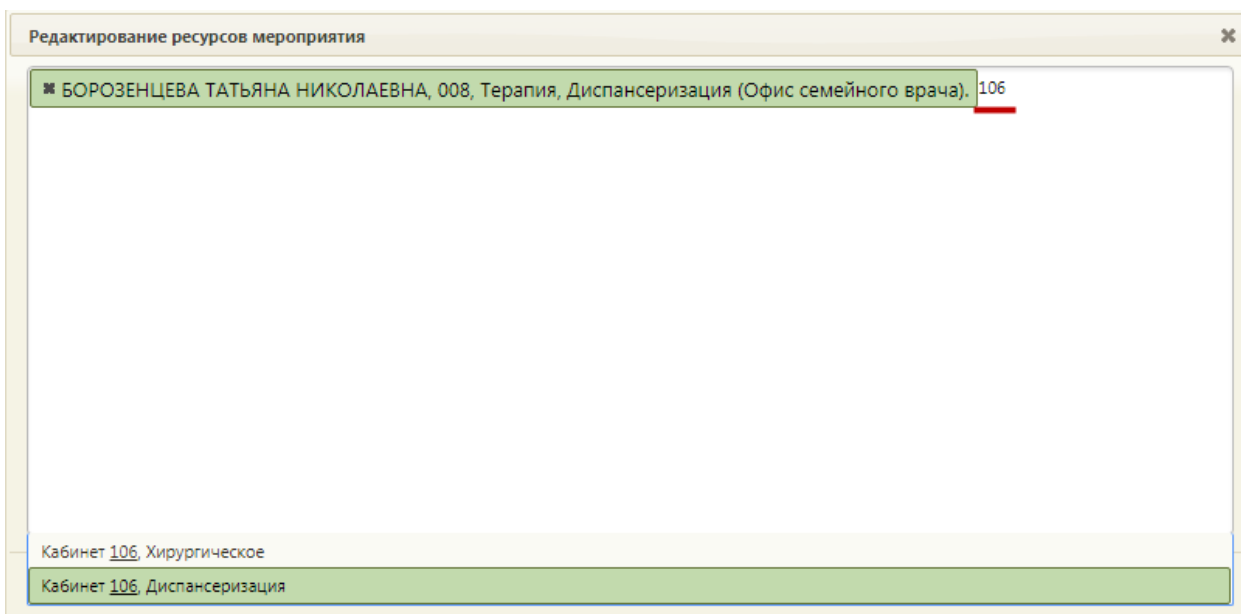 Редактирование ресурсов мероприятия
БОРОЗЕНЦЕВА ТАТЬЯНА НИКОЛАЕВНА, 008, Терапия, Диспансеризация (Офис семейного врача). 106
Кабинет 106, Хирургическое
Кабинет 106, Диспансеризация